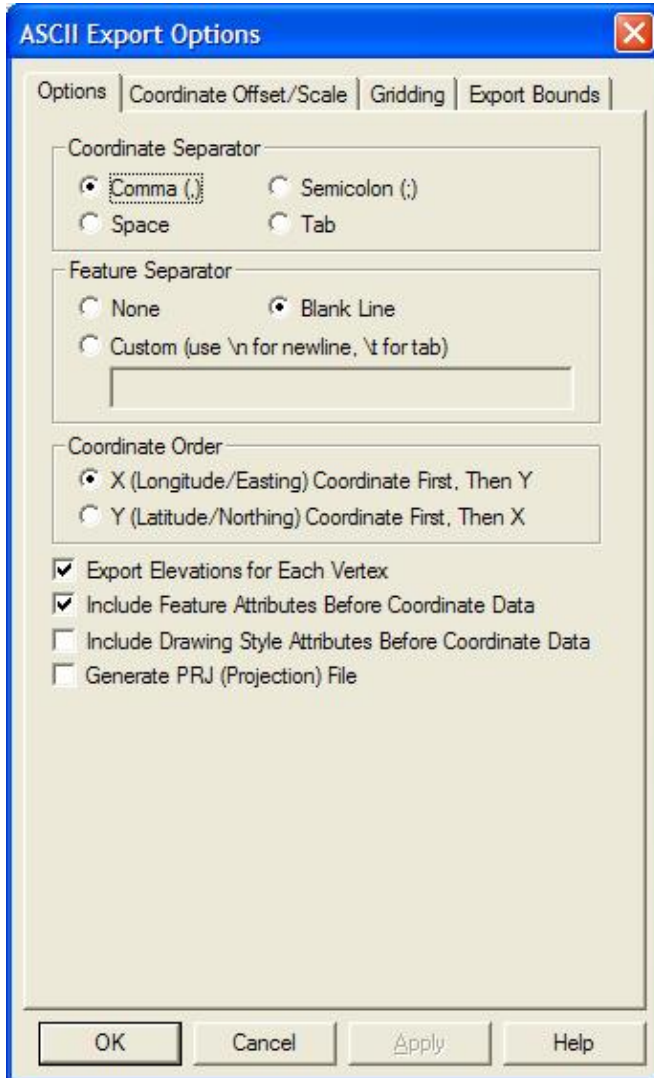 ASCII Export Options
Options Coordinate Offset/Scale Gridding Export Bounds
Coordinate Separator
Comma (,) Semicolon (;)
Space Tab
Feature Separator
None Blank Line
Custom (use \n for newline, \t for tab)
Coordinate Order
X (Longitude/Easting) Coordinate First, Then Y
Y (Latitude/Northing) Coordinate First, Then X
Export Elevations for Each Vertex
Include Feature Attributes Before Coordinate Data
Include Drawing Style Attributes Before Coordinate Data
Generate PRJ (Projection) File
OK Cancel Apply Help